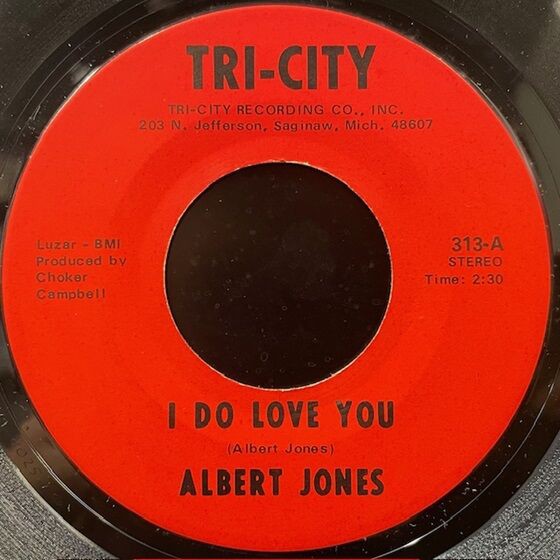 TRI-CITY
TRI-CITY RECORDING CO., INC.
203 N. Jefferson, Saginaw, Mich. 48607
Luzar - BMI
Produced by
Choker
Campbell
313-A
STEREO
Time: 2:30
I DO LOVE YOU
(Albert Jones)
ALBERT JONES